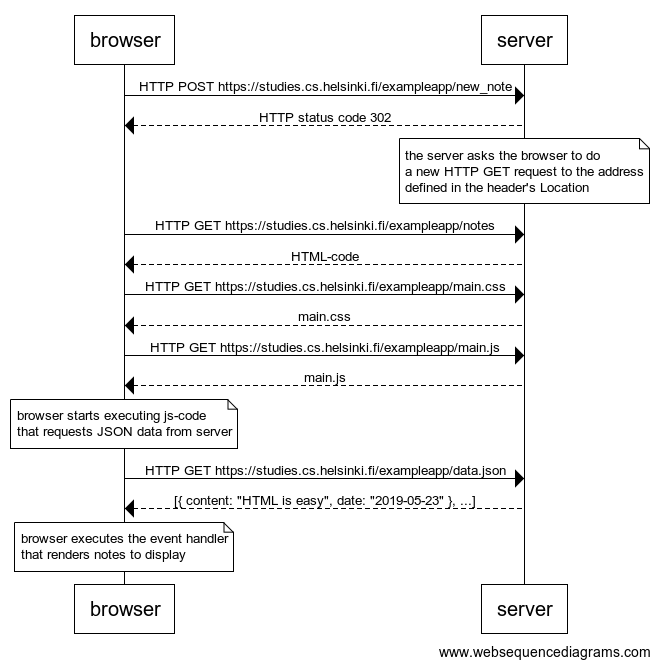 browser
server
HTTP POST https://studies.cs.helsinki.fi/exampleapp/new_note
HTTP status code 302
the server asks the browser to do
a new HTTP GET request to the address
defined in the header's Location
HTTP GET https://studies.cs.helsinki.fi/exampleapp/notes
HTML-code
HTTP GET https://studies.cs.helsinki.fi/exampleapp/main.css
main.css
HTTP GET https://studies.cs.helsinki.fi/exampleapp/main.js
main.js
browser starts executing js-code
that requests JSON data from server
HTTP GET https://studies.cs.helsinki.fi/exampleapp/data.json
[{ content: "HTML is easy", date: "2019-05-23" }, ...]
browser executes the event handler
that renders notes to display
browser
server
www.websequencediagrams.com